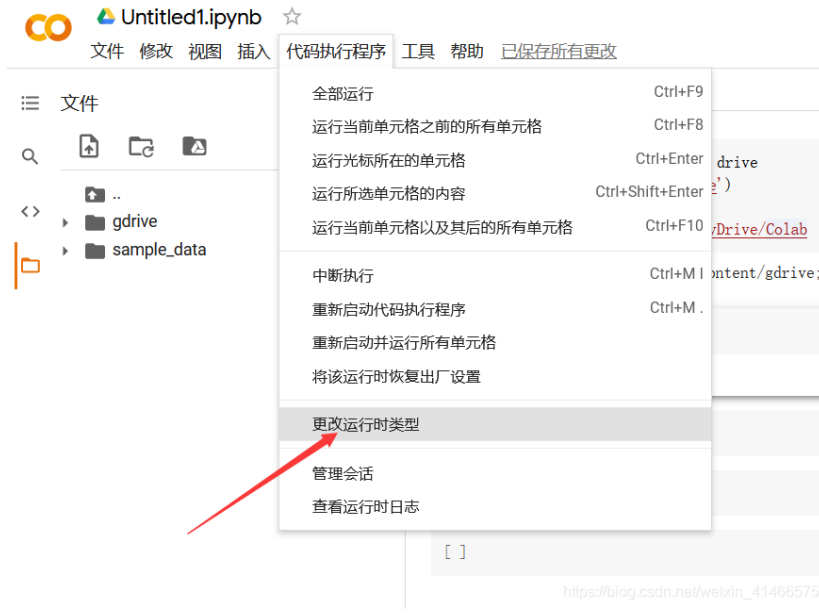 Untitled1.ipynb
文件 修改 视图 插入 代码执行程序 工具 帮助 已保存所有更改
文件
..
gdrive
sample_data
全部运行 Ctrl+F9
运行当前单元格之前的所有单元格 Ctrl+F8
运行光标所在的单元格 Ctrl+Enter
运行所选单元格的内容 Ctrl+Shift+Enter
运行当前单元格以及其后的所有单元格 Ctrl+F10
中断执行 Ctrl+M I
重新启动代码执行程序 Ctrl+M .
重新启动并运行所有单元格
将该运行时恢复出厂设置
更改运行时类型
管理会话
查看运行时日志
drive
e')
yDrive/Colab
ontent/gdrive;
[ ]
https://blog.csdn.net/weixin_41466575